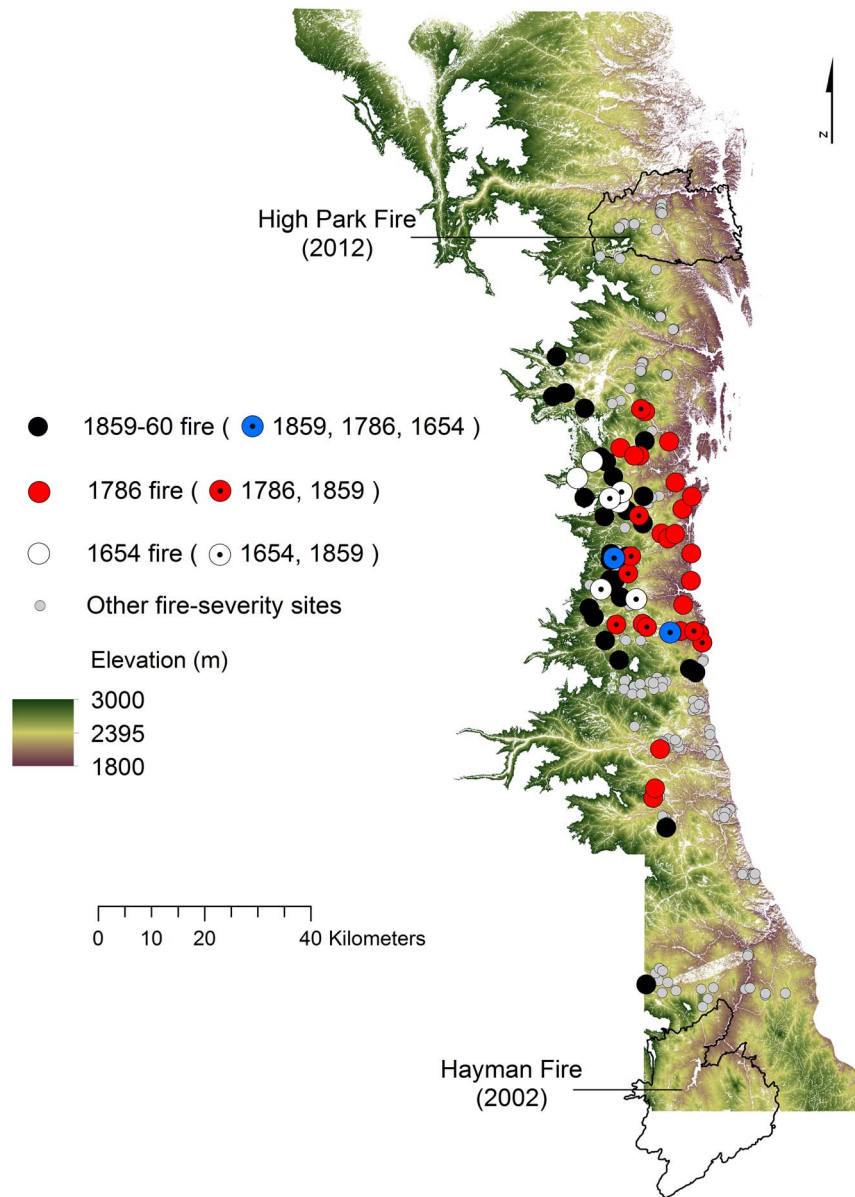 z
High Park Fire
(2012)
1859-60 fire ( 1859, 1786, 1654 )
1786 fire ( 1786, 1859 )
1654 fire ( 1654, 1859 )
Other fire-severity sites
Elevation (m)
3000
2395
1800
0 10 20 40 Kilometers
Hayman Fire
(2002)